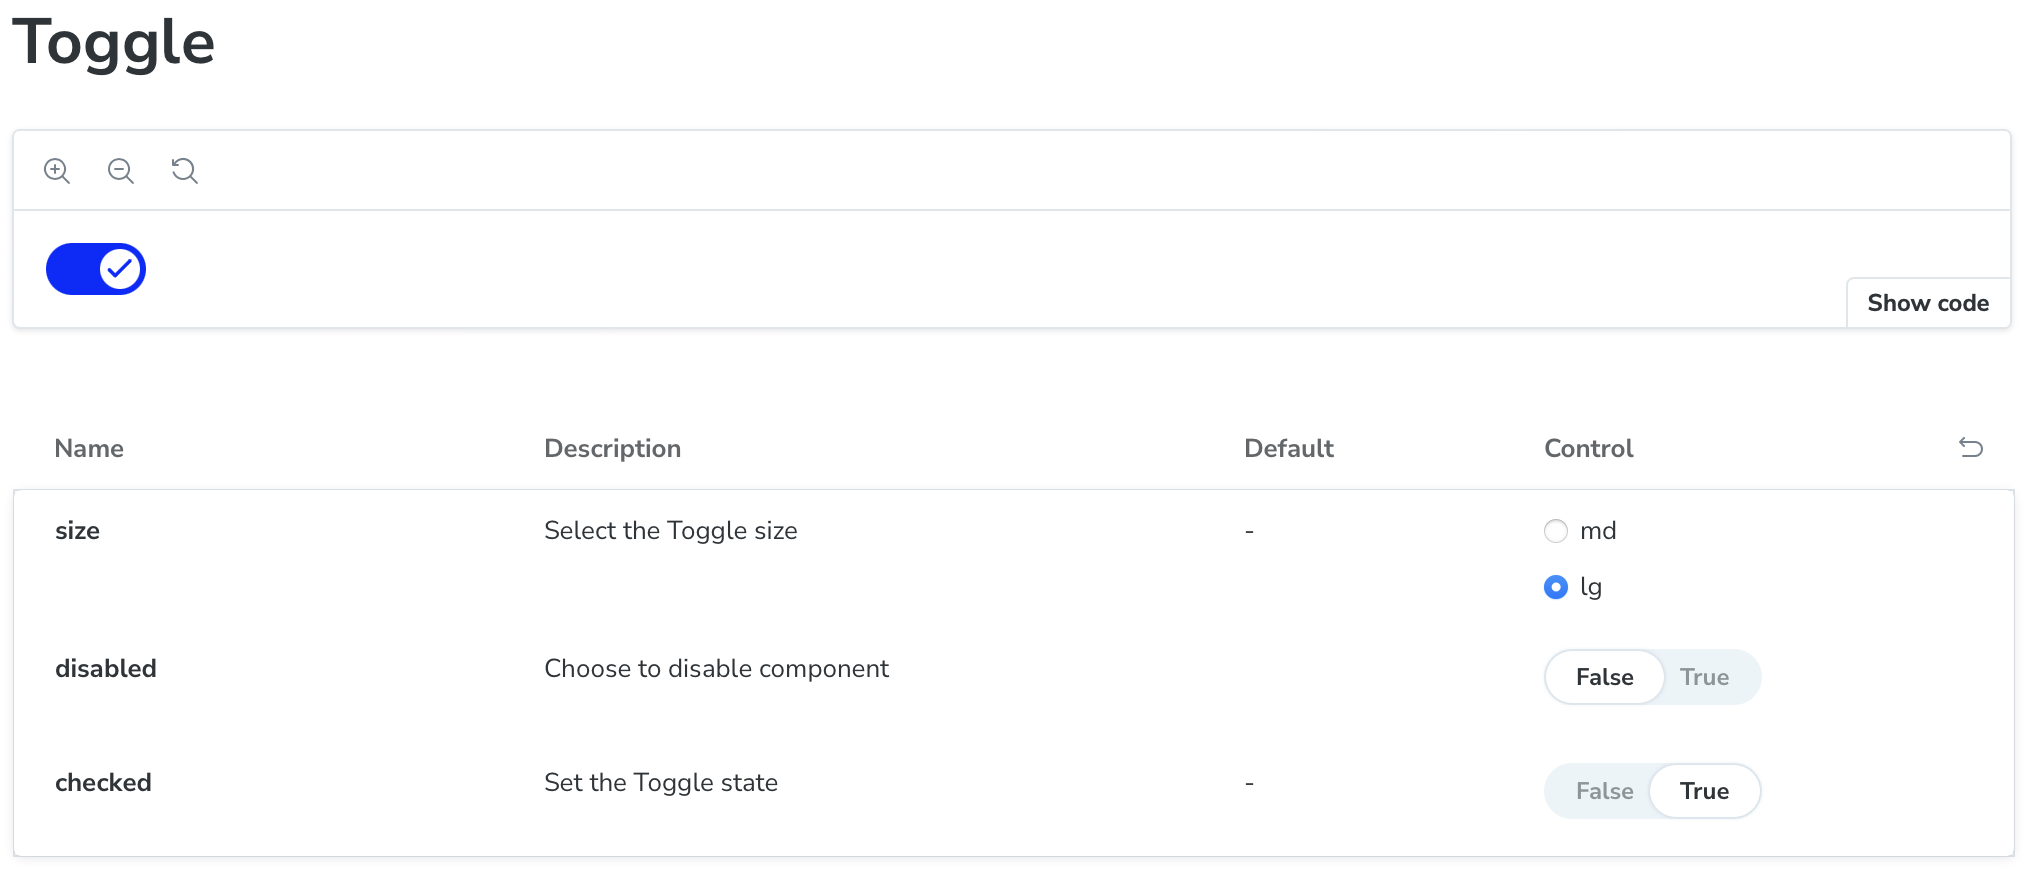 Toggle
Show code
Name Description Default Control
size Select the Toggle size - md
lg
disabled Choose to disable component False True
checked Set the Toggle state - False True